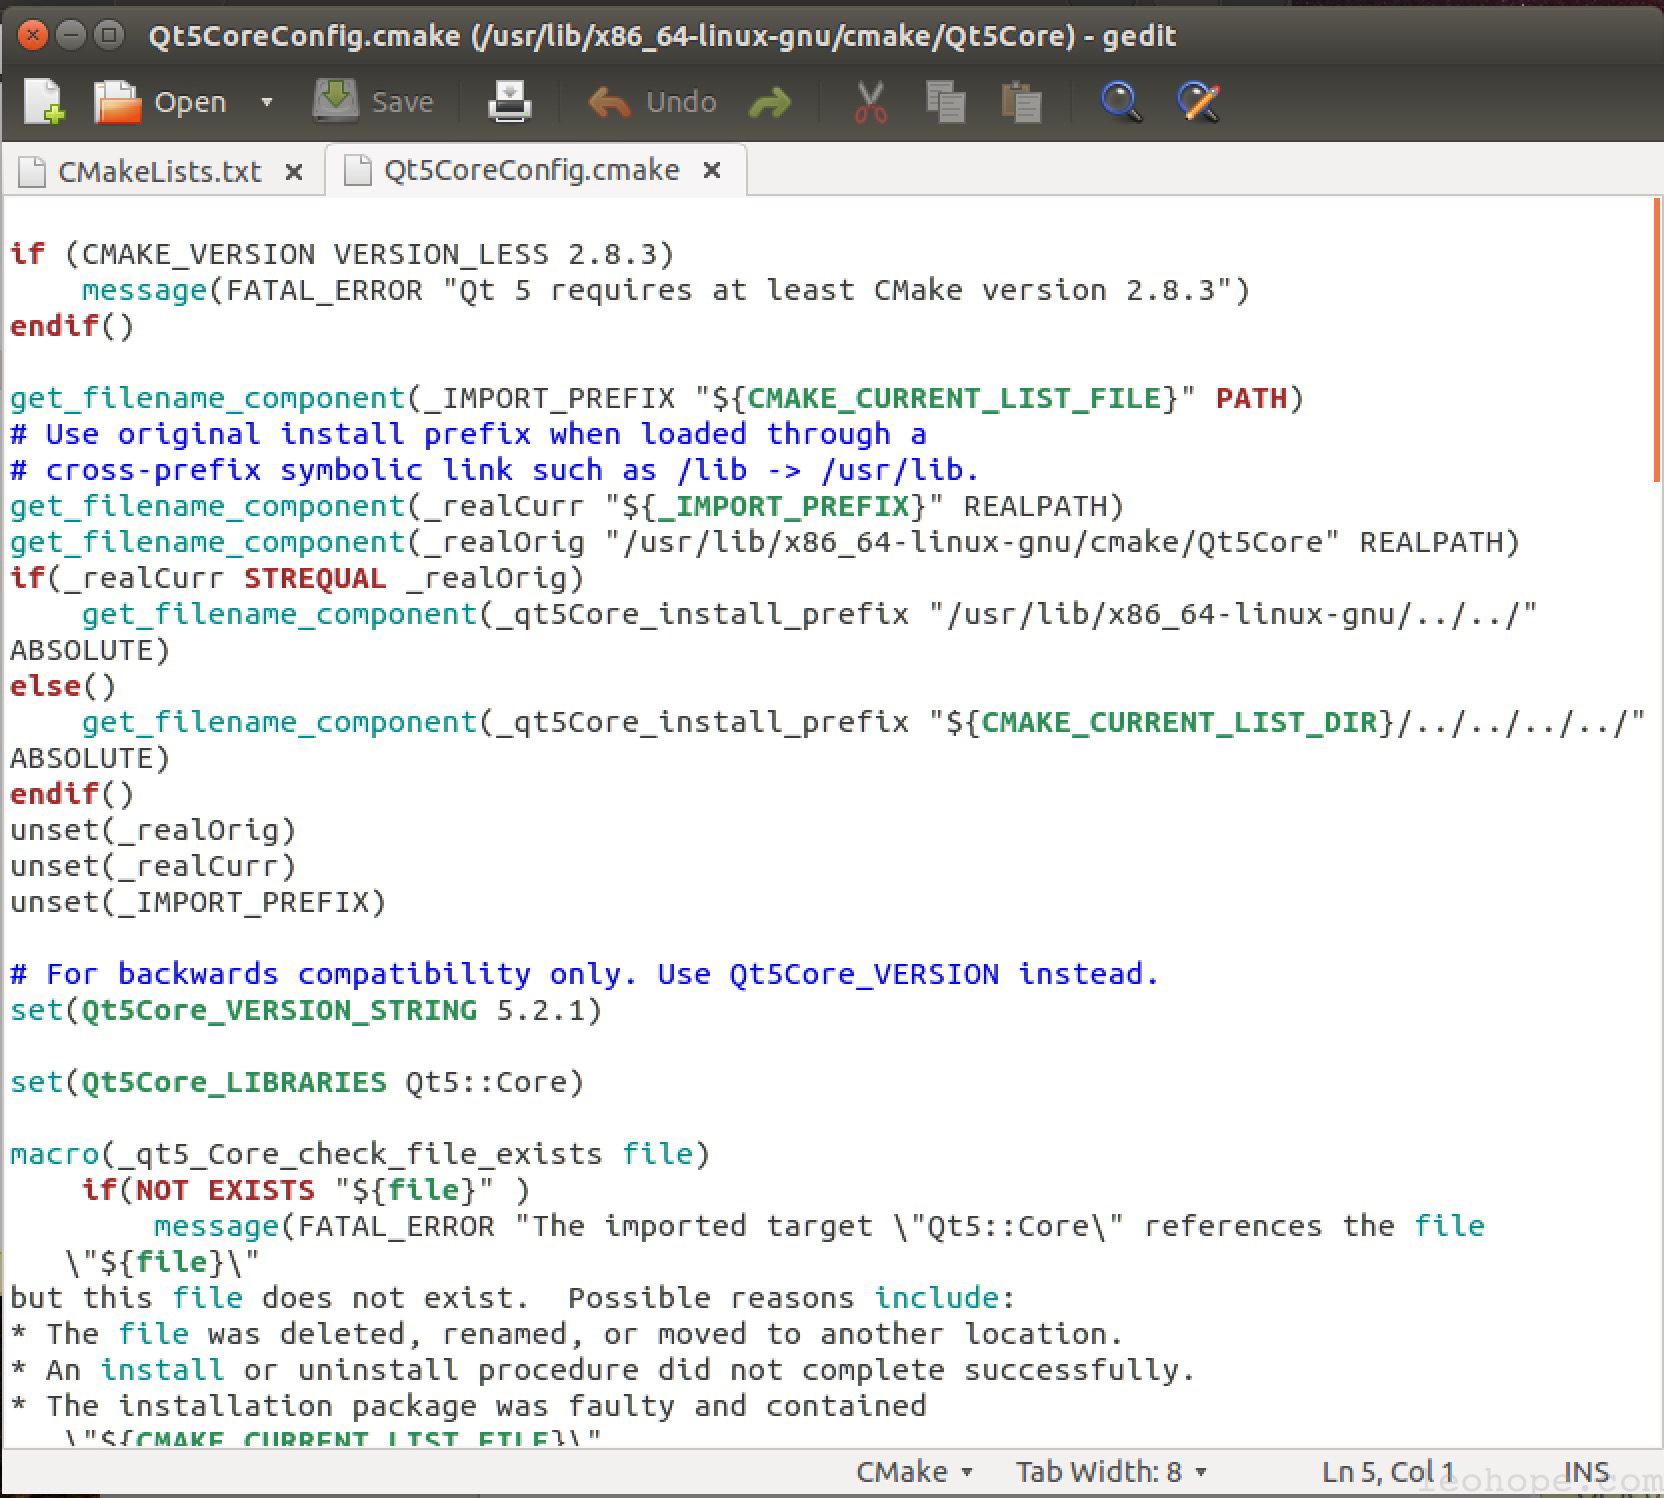 Qt5CoreConfig.cmake (/usr/lib/x86_64-linux-gnu/cmake/Qt5Core) - gedit
Open Save Undo
CMakeLists.txt Qt5CoreConfig.cmake
if (CMAKE_VERSION VERSION_LESS 2.8.3)
    message(FATAL_ERROR "Qt 5 requires at least CMake version 2.8.3")
endif()
get_filename_component(_IMPORT_PREFIX "${CMAKE_CURRENT_LIST_FILE}" PATH)
# Use original install prefix when loaded through a
# cross-prefix symbolic link such as /lib -> /usr/lib.
get_filename_component(_realCurr "${_IMPORT_PREFIX}" REALPATH)
get_filename_component(_realOrig "/usr/lib/x86_64-linux-gnu/cmake/Qt5Core" REALPATH)
if(_realCurr STREQUAL _realOrig)
    get_filename_component(_qt5Core_install_prefix "/usr/lib/x86_64-linux-gnu/../../"
ABSOLUTE)
else()
    get_filename_component(_qt5Core_install_prefix "${CMAKE_CURRENT_LIST_DIR}/../../../../"
ABSOLUTE)
endif()
unset(_realOrig)
unset(_realCurr)
unset(_IMPORT_PREFIX)
# For backwards compatibility only. Use Qt5Core_VERSION instead.
set(Qt5Core_VERSION_STRING 5.2.1)
set(Qt5Core_LIBRARIES Qt5::Core)
macro(_qt5_Core_check_file_exists file)
    if(NOT EXISTS "${file}" )
        message(FATAL_ERROR "The imported target \"Qt5::Core\" references the file
   \"${file}\"
but this file does not exist.  Possible reasons include:
* The file was deleted, renamed, or moved to another location.
* An install or uninstall procedure did not complete successfully.
* The installation package was faulty and contained
   \"${CMAKE_CURRENT_LIST_FILE}\"
CMake Tab Width: 8 Ln 5, Col 1 INS
leohope.com